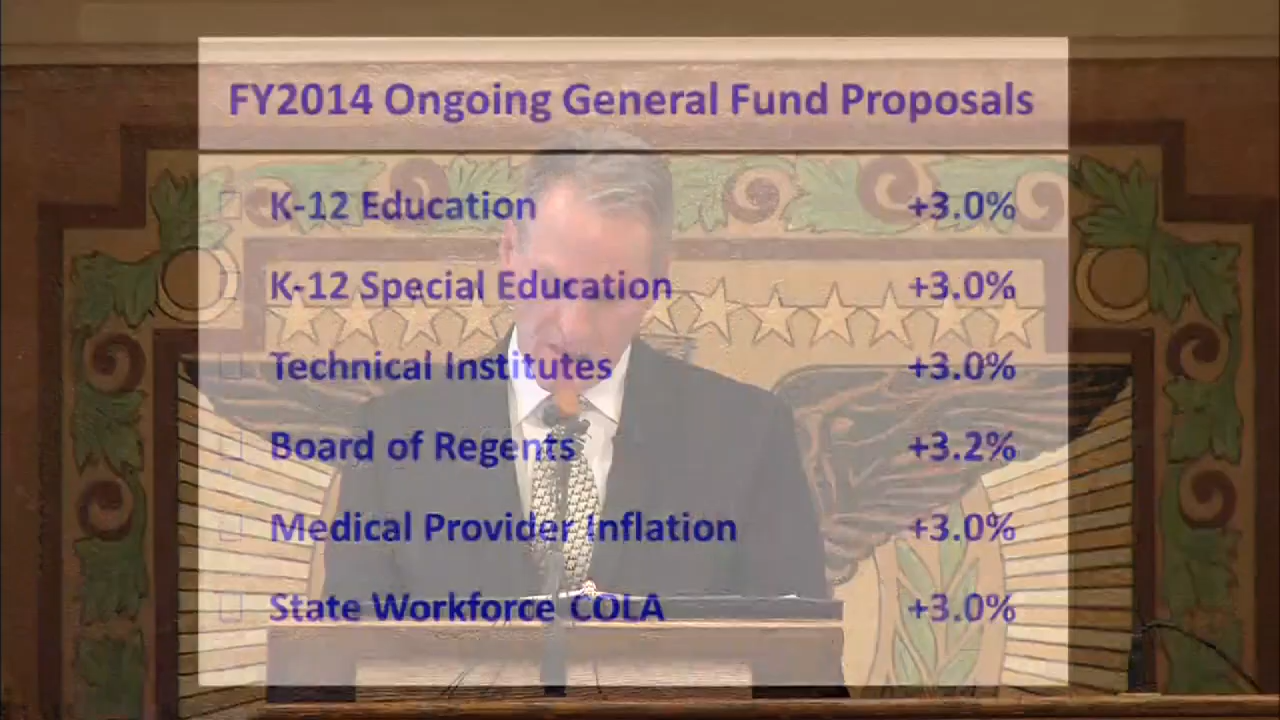 FY2014 Ongoing General Fund Proposals
K-12 Education +3.0%
K-12 Special Education +3.0%
Technical Institutes +3.0%
Board of Regents +3.2%
Medical Provider Inflation +3.0%
State Workforce COLA +3.0%